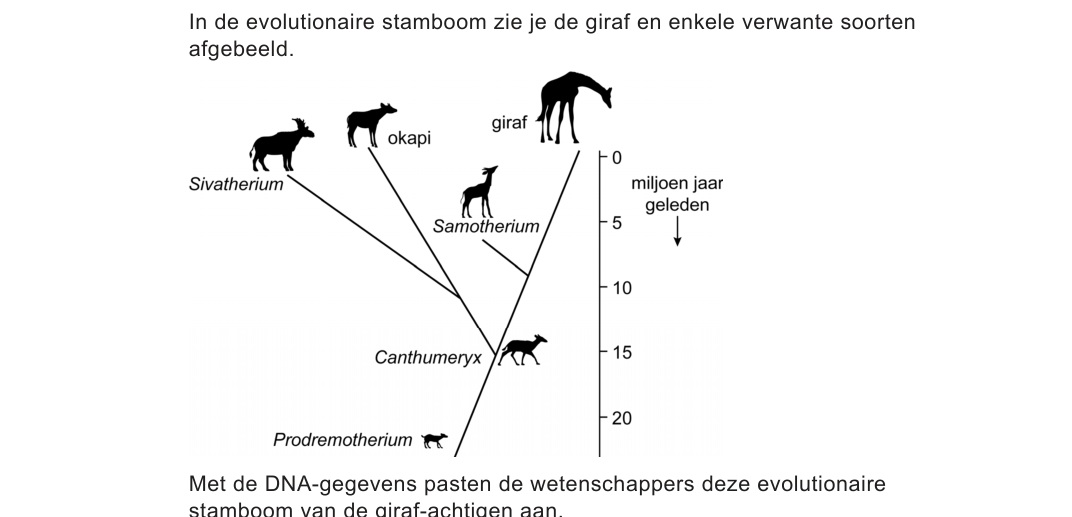 In de evolutionaire stamboom zie je de giraf en enkele verwante soorten
afgebeeld.
giraf
okapi
Sivatherium
Samotherium
0
miljoen jaar
geleden
5
10
15
Canthumeryx
20
Prodremotherium
Met de DNA-gegevens pasten de wetenschappers deze evolutionaire
stamboom van de giraf-achtigen aan.